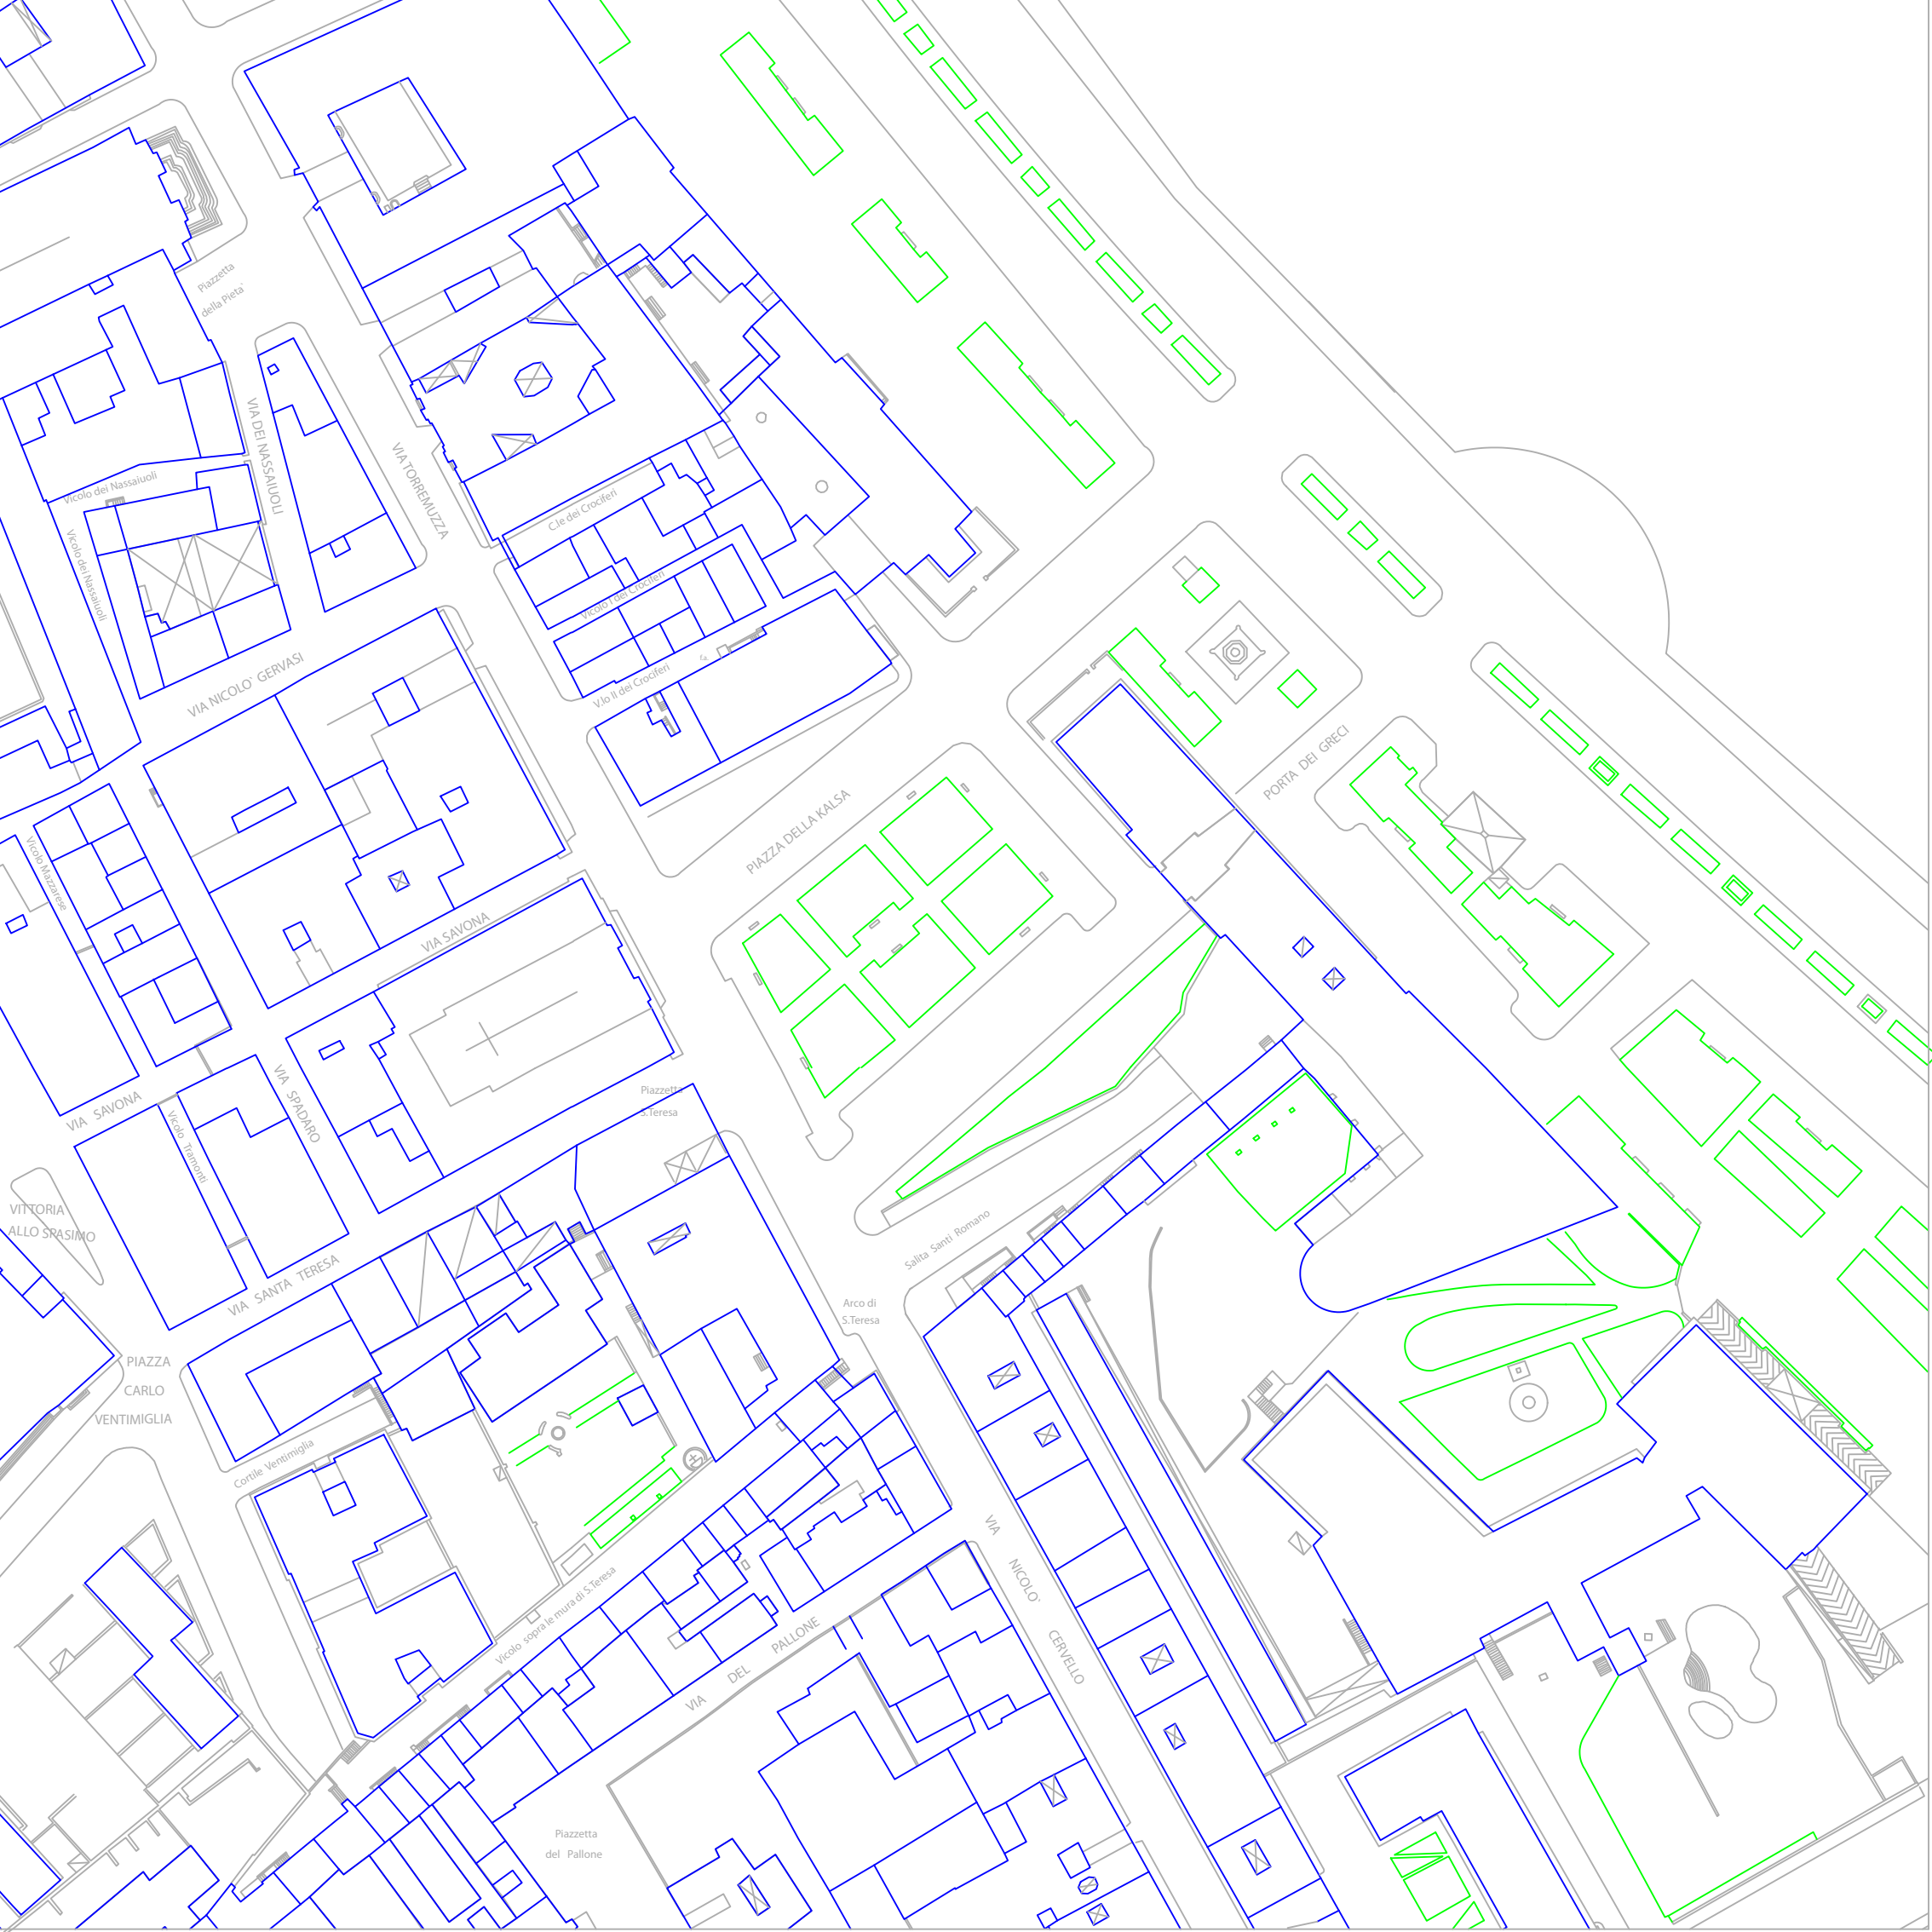 Piazzetta
della Pieta`
VIA DEI NASSAIUOLI
VIA TORREMUZZA
Vicolo dei Nassaiuoli
Vicolo dei Nassaiuoli
C.le dei Crociferi
Vicolo I dei Crociferi
V.lo II dei Crociferi
VIA NICOLO` GERVASI
PORTA DEI GRECI
PIAZZA DELLA KALSA
Vicolo Mazzarese
VIA SAVONA
VIA SAVONA
VIA SPADARO
Piazzetta
S.Teresa
Vicolo Tramonti
VITTORIA
ALLO SPASIMO
VIA SANTA TERESA
Salita Santi Romano
Arco di
S.Teresa
PIAZZA
CARLO
VENTIMIGLIA
Cortile Ventimiglia
VIA NICOLO` CERVELLO
Vicolo sopra le mura di S.Teresa
VIA DEL PALLONE
Piazzetta
del Pallone